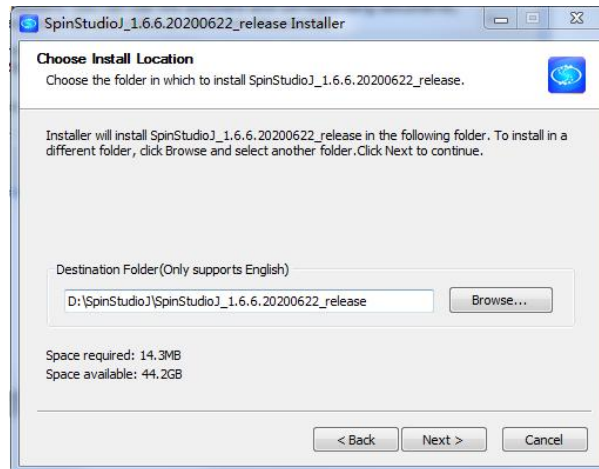 SpinStudioJ_1.6.6.20200622_release Installer
Choose Install Location
Choose the folder in which to install SpinStudioJ_1.6.6.20200622_release.
Installer will install SpinStudioJ_1.6.6.20200622_release in the following folder. To install in a
different folder, click Browse and select another folder.Click Next to continue.
Destination Folder(Only supports English)
D:\SpinStudioJ\SpinStudioJ_1.6.6.20200622_release
Browse...
Space required: 14.3MB
Space available: 44.2GB
< Back Next > Cancel